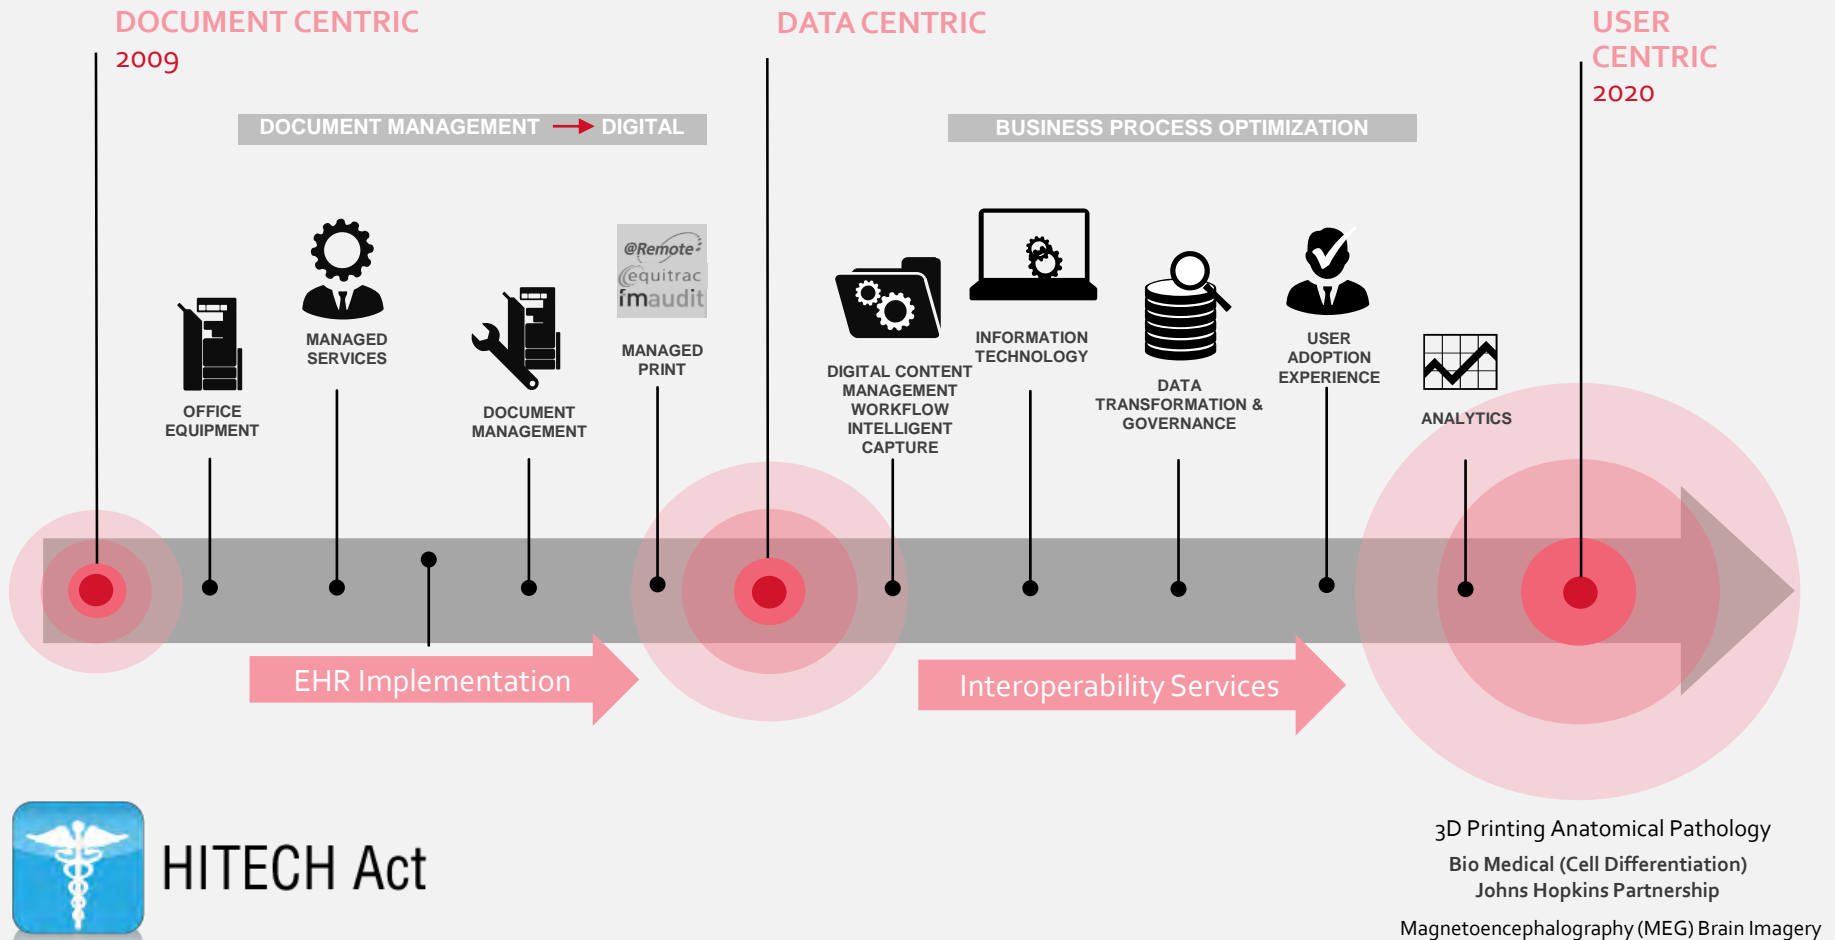 DOCUMENT CENTRIC
2009
DATA CENTRIC
USER
CENTRIC
2020
DOCUMENT MANAGEMENT → DIGITAL
BUSINESS PROCESS OPTIMIZATION
OFFICE
EQUIPMENT
MANAGED
SERVICES
DOCUMENT
MANAGEMENT
@Remote
equitrac
fmaudit
MANAGED
PRINT
DIGITAL CONTENT
MANAGEMENT
WORKFLOW
INTELLIGENT
CAPTURE
INFORMATION
TECHNOLOGY
DATA
TRANSFORMATION &
GOVERNANCE
USER
ADOPTION
EXPERIENCE
ANALYTICS
EHR Implementation
Interoperability Services
HITECH Act
3D Printing Anatomical Pathology
Bio Medical (Cell Differentiation)
Johns Hopkins Partnership
Magnetoencephalography (MEG) Brain Imagery